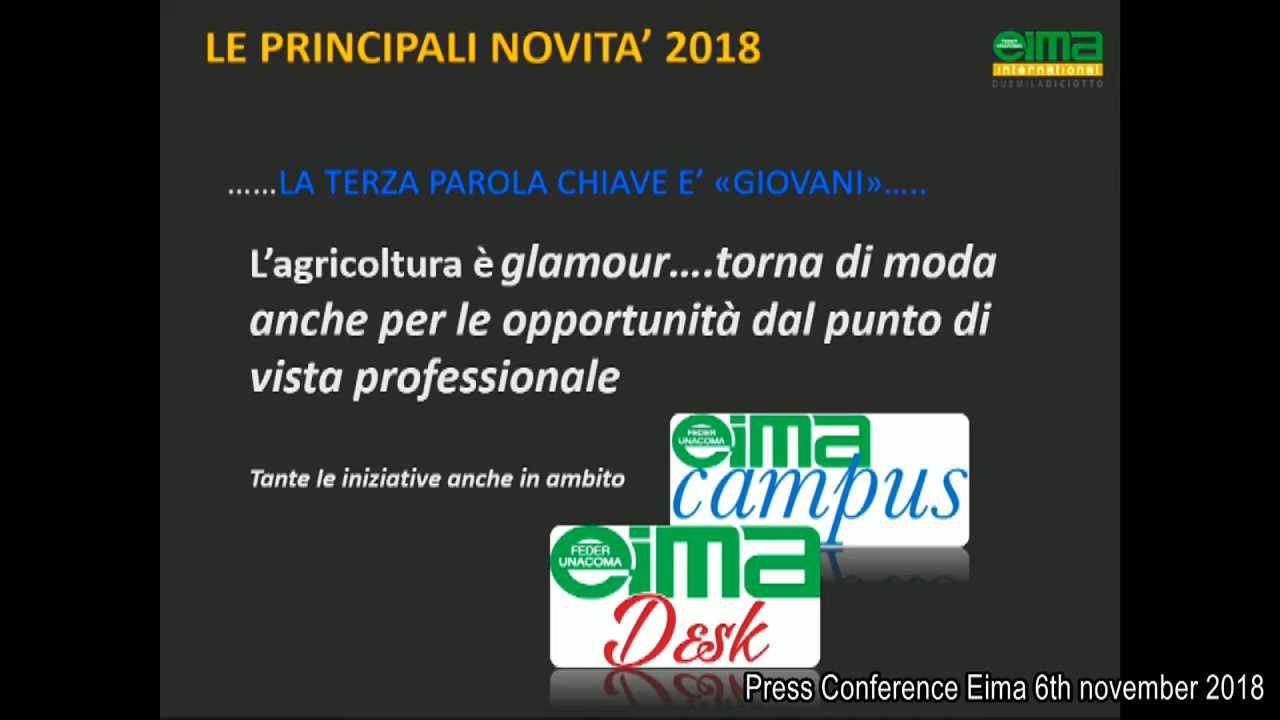 LE PRINCIPALI NOVITA’ 2018
FEDER
UNACOMA
eima
international
DUEMILADICIOTTO
......LA TERZA PAROLA CHIAVE E’ «GIOVANI»…..
L’agricoltura è glamour….torna di moda
anche per le opportunità dal punto di
vista professionale
FEDER
UNACOMA
eima
campus
Tante le iniziative anche in ambito
FEDER
UNACOMA
eima
Desk
Press Conference Eima 6th november 2018